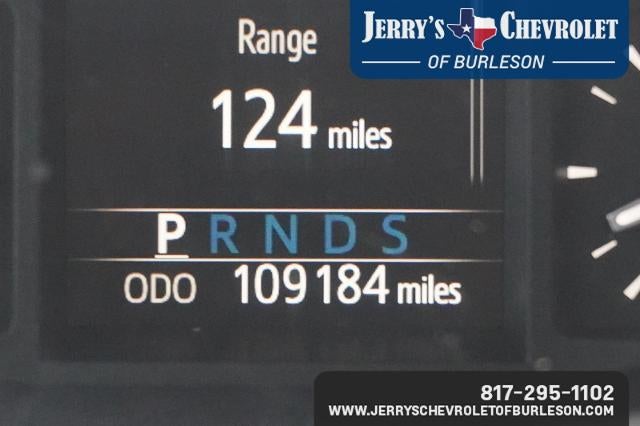 JERRY'S CHEVROLET
OF BURLESON
Range
124 miles
P R N D S
ODO 109184 miles
817-295-1102
WWW.JERRYSCHEVROLETOFBURLESON.COM